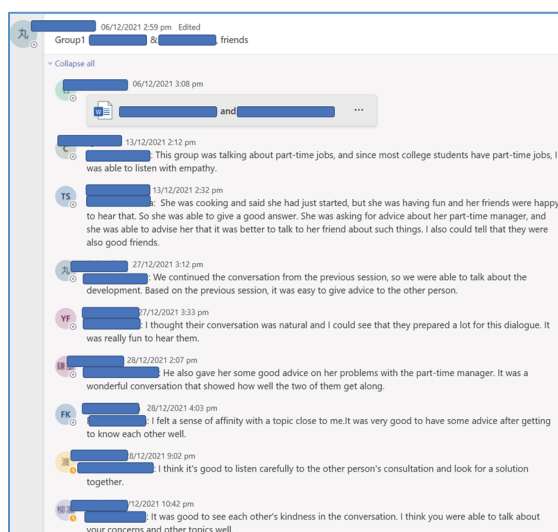 丸
06/12/2021 2:59 pm Edited
Group1 & , friends
Collapse all
06/12/2021 3:08 pm
and ...
13/12/2021 2:12 pm
: This group was talking about part-time jobs, and since most college students have part-time jobs, I
was able to listen with empathy.
TS
13/12/2021 2:32 pm
: She was cooking and said she had just started, but she was having fun and her friends were happy
to hear that. So she was able to give a good answer. She was asking for advice about her part-time manager, and
she was able to advise her that it was better to talk to her friend about such things. I also could tell that they were
also good friends.
丸
27/12/2021 3:12 pm
: We continued the conversation from the previous session, so we were able to talk about the
development. Based on the previous session, it was easy to give advice to the other person.
YF
27/12/2021 3:33 pm
: I thought their conversation was natural and I could see that they prepared a lot for this dialogue. It
was really fun to hear them.
28/12/2021 2:07 pm
: He also gave her some good advice on her problems with the part-time manager. It was a
wonderful conversation that showed how well the two of them get along.
FK
28/12/2021 4:03 pm
: I felt a sense of affinity with a topic close to me.It was very good to have some advice after getting
to know each other well.
8/12/2021 9:02 pm
: I think it's good to listen carefully to the other person's consultation and look for a solution
together.
/12/2021 10:42 pm
: It was good to see each other's kindness in the conversation. I think you were able to talk about
your concerns and other topics well.